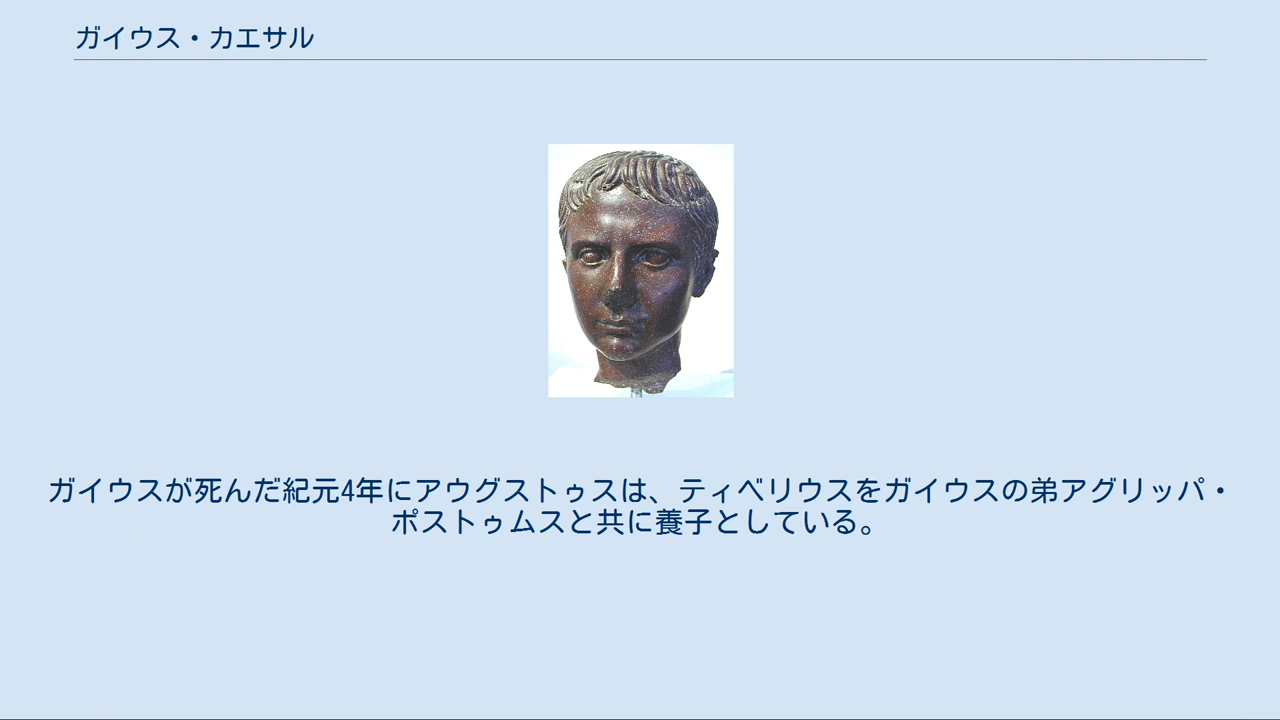 ガイウス・カエサル
ガイウスが死んだ紀元4年にアウグストゥスは、ティベリウスをガイウスの弟アグリッパ・
ポストゥムスと共に養子としている。